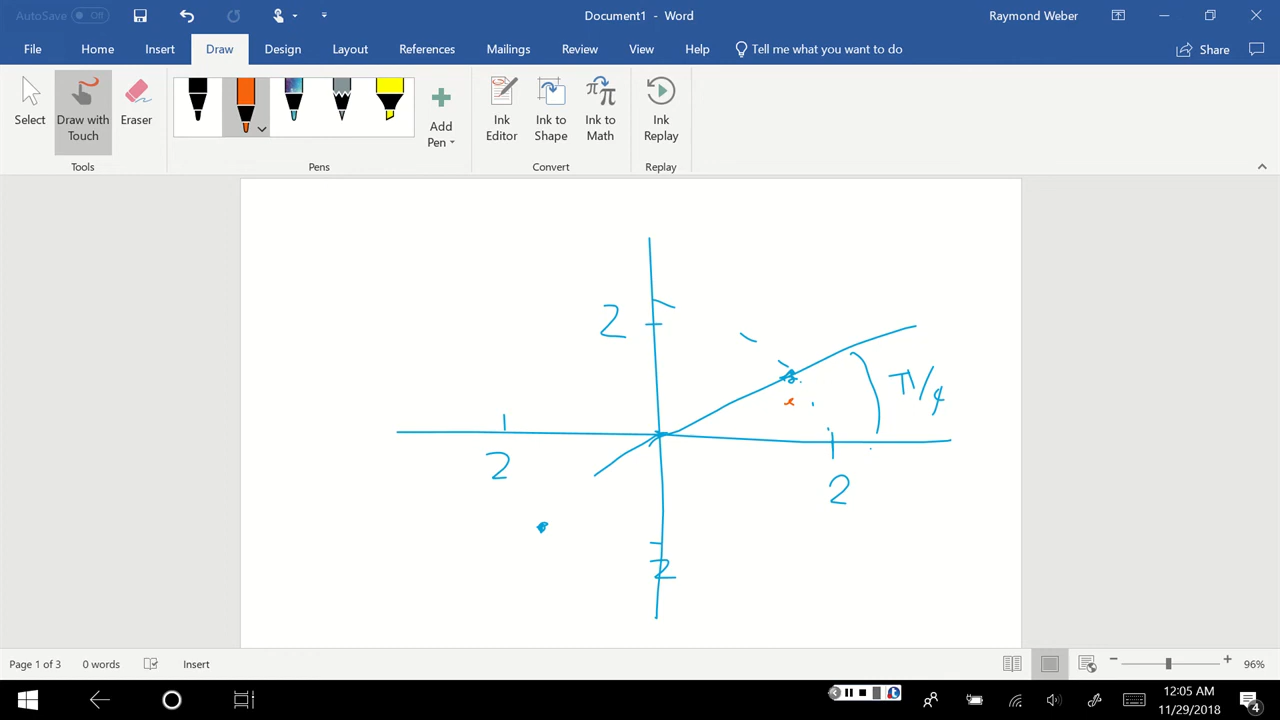 AutoSave Off
Document1 - Word
Raymond Weber
File Home Insert Draw Design Layout References Mailings Review View Help Tell me what you want to do Share
Select
Draw with Touch
Eraser
Add Pen
Ink Editor
Ink to Shape
Ink to Math
Ink Replay
Tools
Pens
Convert
Replay
2
π/4
2
2
2
Page 1 of 3 0 words Insert 96%
12:05 AM
11/29/2018
4